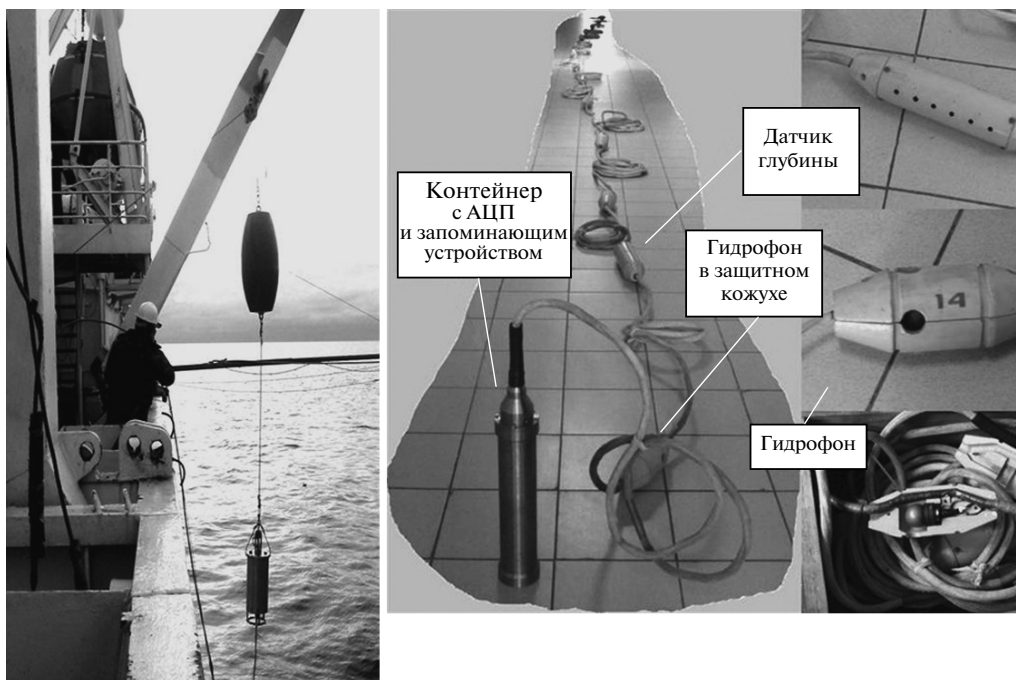 Контейнер
с АЦП
и запоминающим
устройством
Датчик
глубины
Гидрофон
в защитном
кожухе
14
Гидрофон